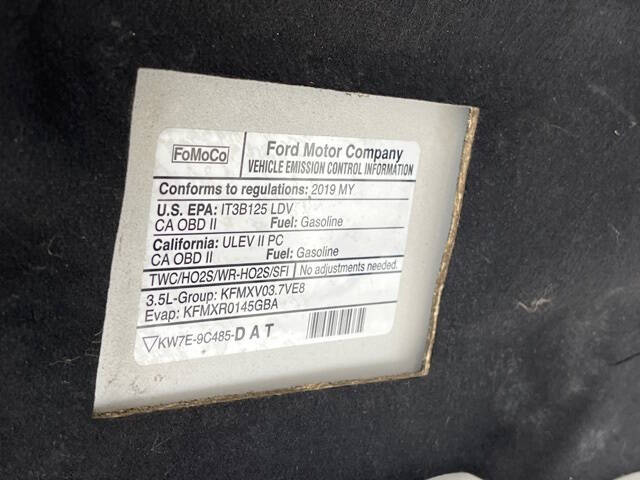 FoMoCo
Ford Motor Company
VEHICLE EMISSION CONTROL INFORMATION
Conforms to regulations: 2019 MY
U.S. EPA: IT3B125 LDV
CA OBD II Fuel: Gasoline
California: ULEV II PC
CA OBD II Fuel: Gasoline
TWC/HO2S/WR-HO2S/SFI No adjustments needed.
3.5L-Group: KFMXV03.7VE8
Evap: KFMXR0145GBA
KW7E-9C485-DAT